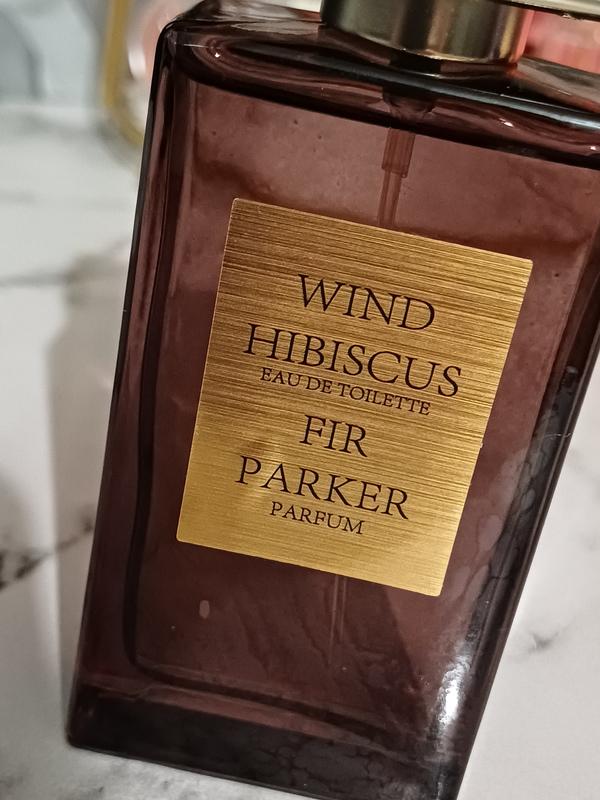 WIND
HIBISCUS
EAU DE TOILETTE
FIR
PARKER
PARFUM